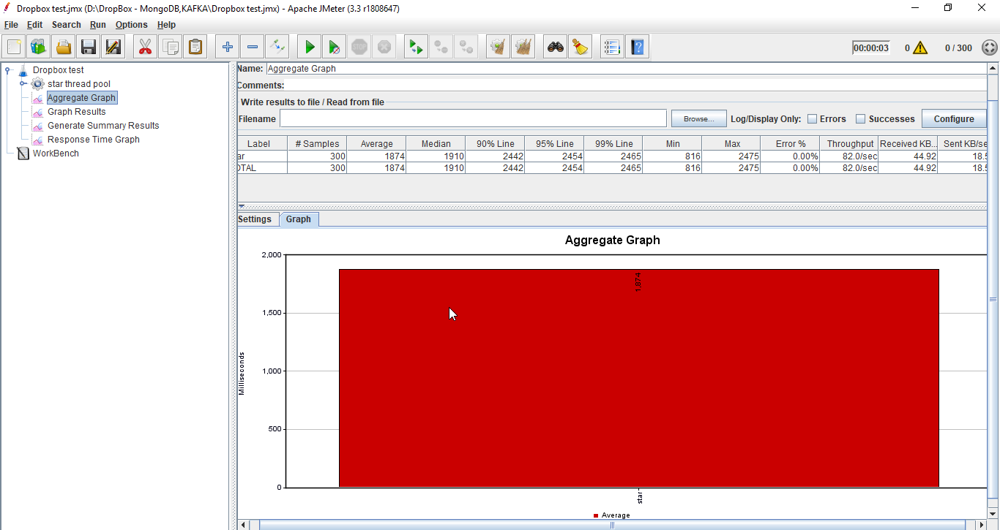 Dropbox test.jmx (D:\DropBox - MongoDB,KAFKA\Dropbox test.jmx) - Apache JMeter (3.3 r1808647)
File Edit Search Run Options Help
00:00:03 0 0 / 300
Dropbox test
star thread pool
Aggregate Graph
Graph Results
Generate Summary Results
Response Time Graph
WorkBench
Name: Aggregate Graph
Comments:
Write results to file / Read from file
Filename Browse... Log/Display Only: Errors Successes Configure
Label # Samples Average Median 90% Line 95% Line 99% Line Min Max Error % Throughput Received KB... Sent KB/se
ar 300 1874 1910 2442 2454 2465 816 2475 0.00% 82.0/sec 44.92 18.5
OTAL 300 1874 1910 2442 2454 2465 816 2475 0.00% 82.0/sec 44.92 18.5
Settings Graph
Aggregate Graph
2,000
1,500
1,000
500
0
Milliseconds
1,874
star
Average